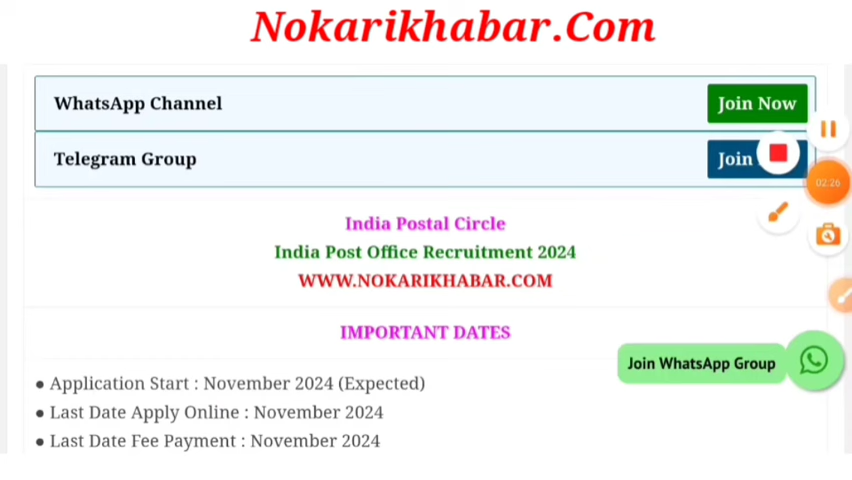 Nokarikhabar.Com
WhatsApp Channel
Join Now
Telegram Group
Join
02:26
India Postal Circle
India Post Office Recruitment 2024
WWW.NOKARIKHABAR.COM
IMPORTANT DATES
Join WhatsApp Group
● Application Start : November 2024 (Expected)
● Last Date Apply Online : November 2024
● Last Date Fee Payment : November 2024